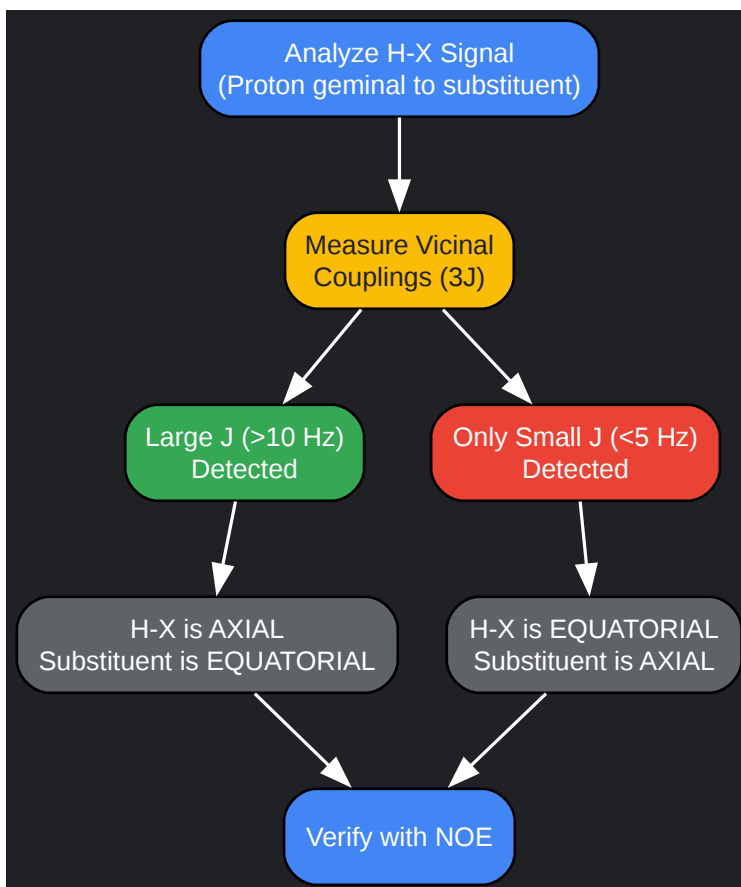 Analyze H-X Signal
(Proton geminal to substituent)
Measure Vicinal
Couplings (3J)
Large J (>10 Hz)
Detected
Only Small J (<5 Hz)
Detected
H-X is AXIAL
Substituent is EQUATORIAL
H-X is EQUATORIAL
Substituent is AXIAL
Verify with NOE